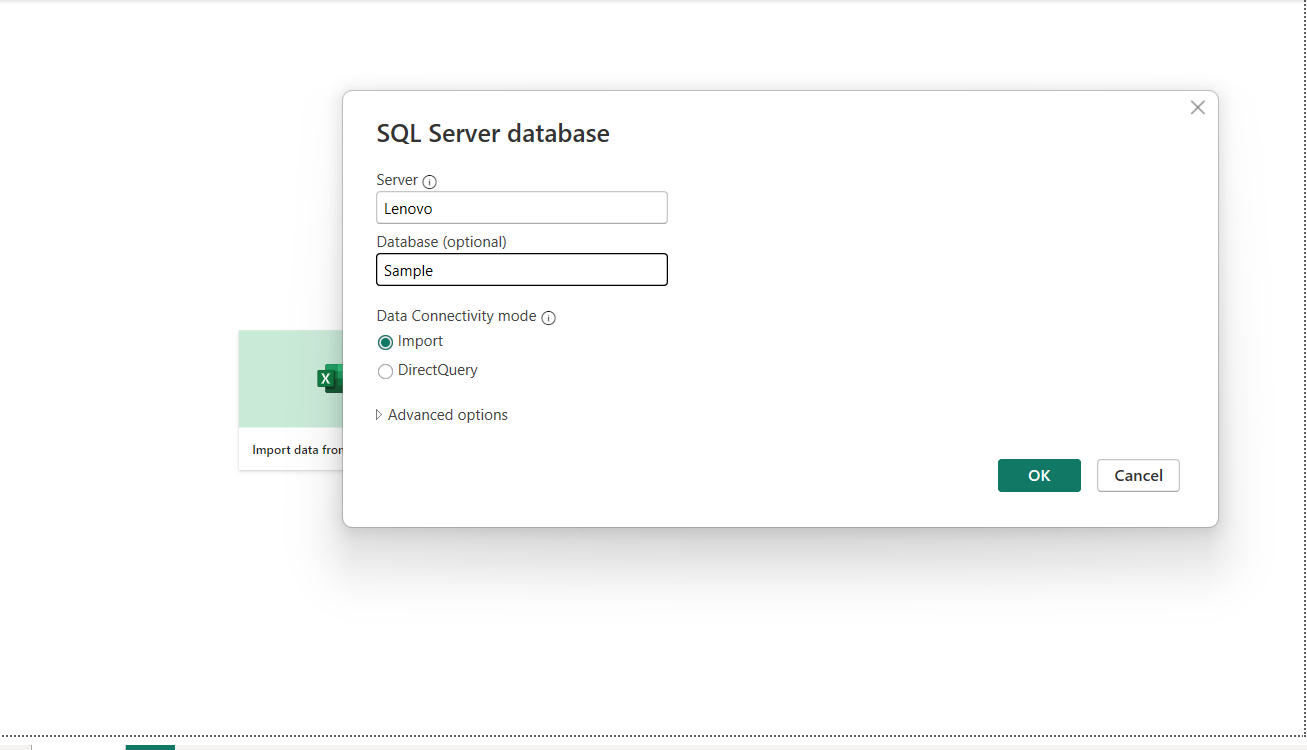 SQL Server database
Server
Lenovo
Database (optional)
Sample
Data Connectivity mode
Import
DirectQuery
Advanced options
OK
Cancel
X
Import data from